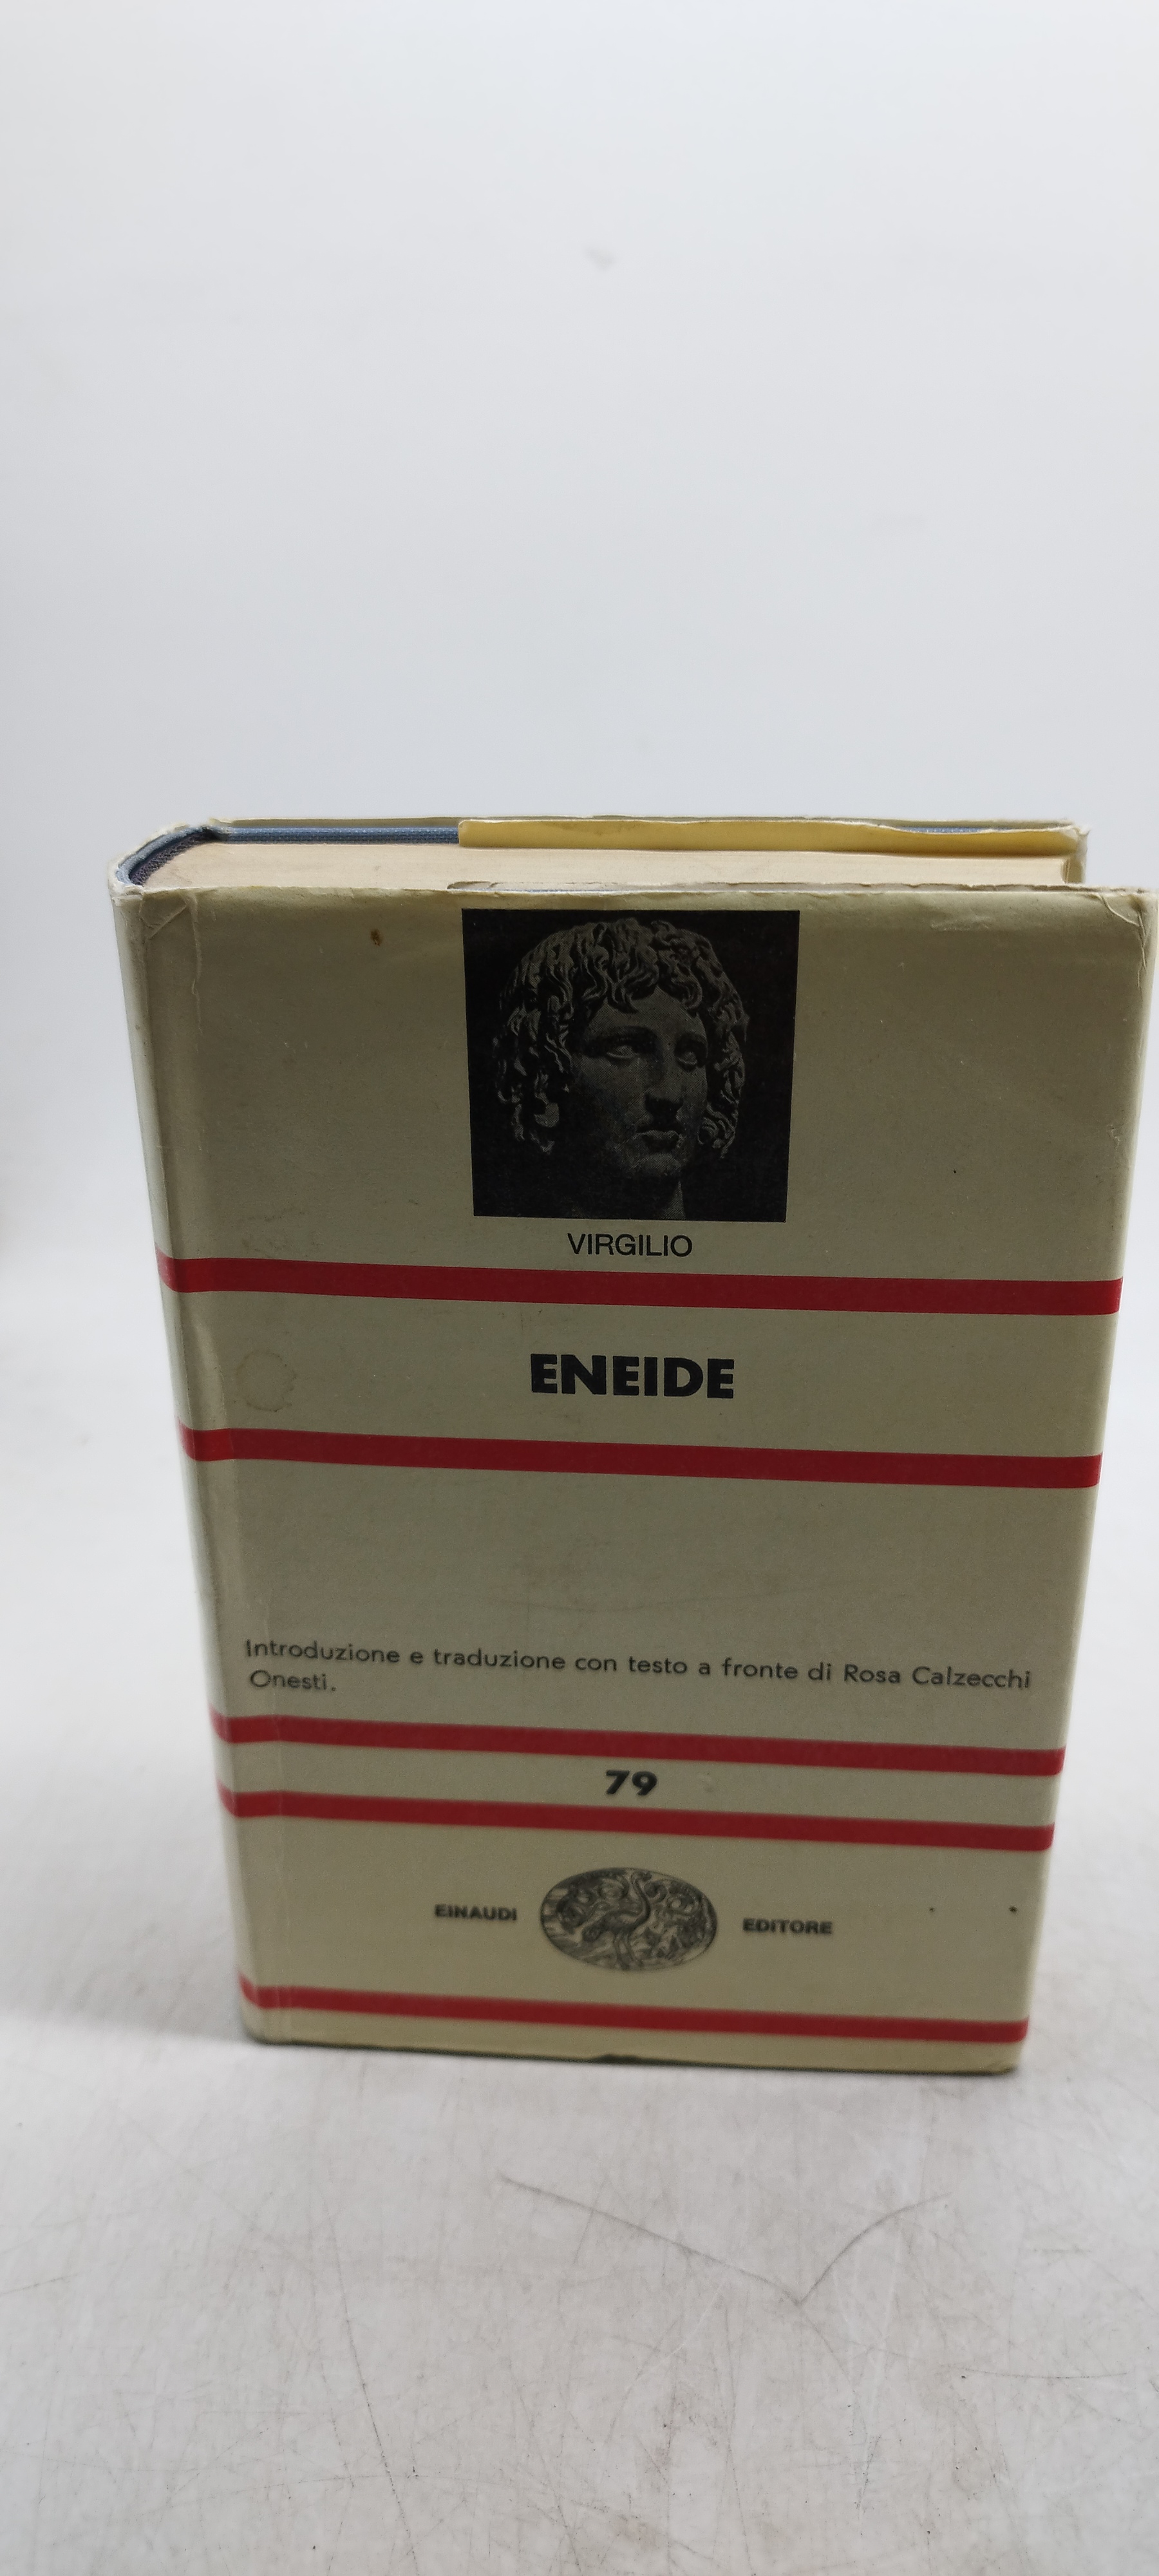 VIRGILIO
ENEIDE
Introduzione e traduzione con testo a fronte di Rosa Calzecchi
Onesti.
79
EINAUDI EDITORE